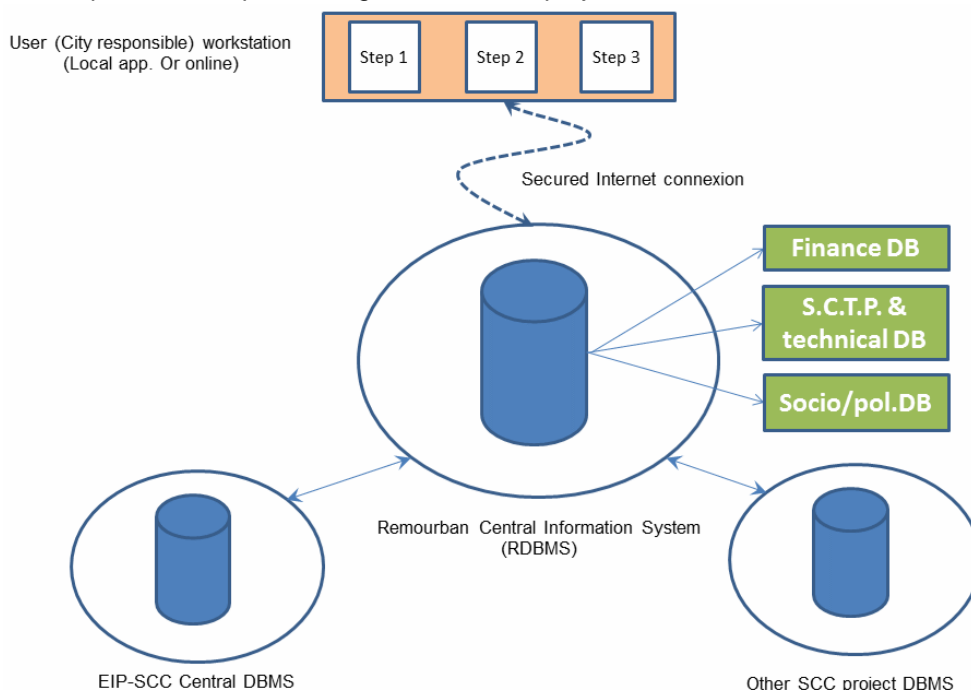 User (City responsible) workstation
(Local app. Or online)
Step 1
Step 2
Step 3
Secured Internet connexion
Finance DB
S.C.T.P. &
technical DB
Socio/pol.DB
Remourban Central Information System
(RDBMS)
EIP-SCC Central DBMS
Other SCC project DBMS